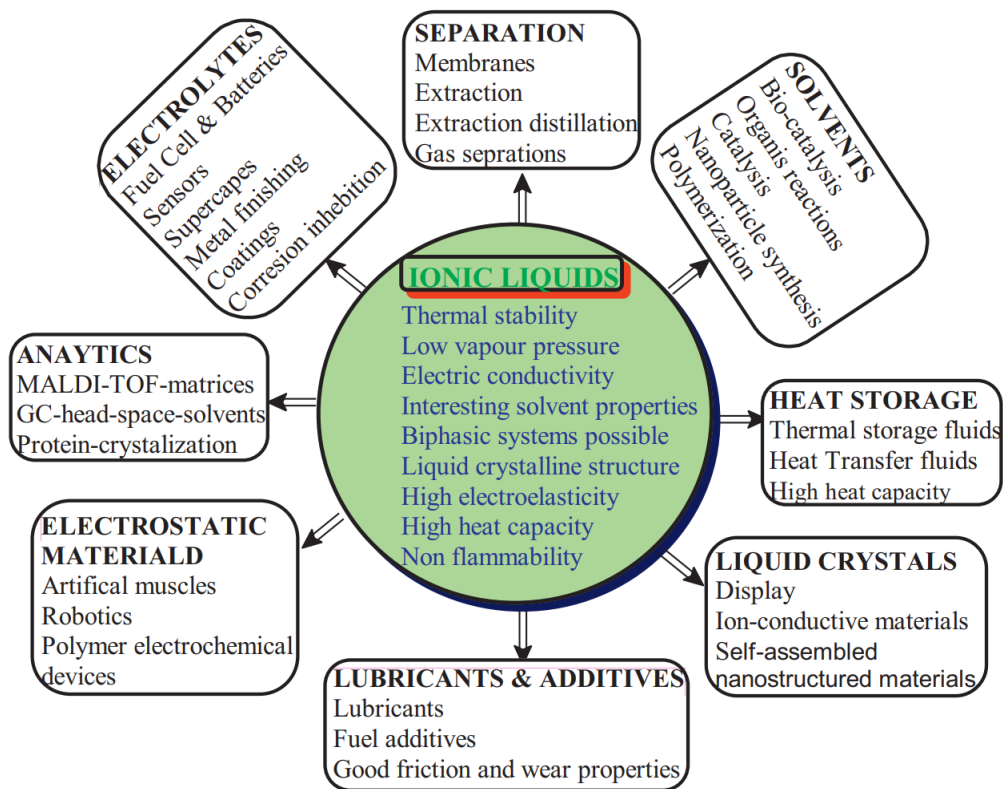 SEPARATION
Membranes
Extraction
Extraction distillation
Gas seprations
ELECTROLYTES
Fuel Cell & Batteries
Sensors
Supercapes
Metal finishing
Coatings
Corresion inhebition
SOLVENTS
Bio-catalysis
Organis reactions
Catalysis
Nanoparticle synthesis
Polymerization
IONIC LIQUIDS
Thermal stability
Low vapour pressure
Electric conductivity
Interesting solvent properties
Biphasic systems possible
Liquid crystalline structure
High electroelasticity
High heat capacity
Non flammability
ANAYTICS
MALDI-TOF-matrices
GC-head-space-solvents
Protein-crystalization
HEAT STORAGE
Thermal storage fluids
Heat Transfer fluids
High heat capacity
ELECTROSTATIC
MATERIALD
Artifical muscles
Robotics
Polymer electrochemical
devices
LIQUID CRYSTALS
Display
Ion-conductive materials
Self-assembled
nanostructured materials
LUBRICANTS & ADDITIVES
Lubricants
Fuel additives
Good friction and wear properties